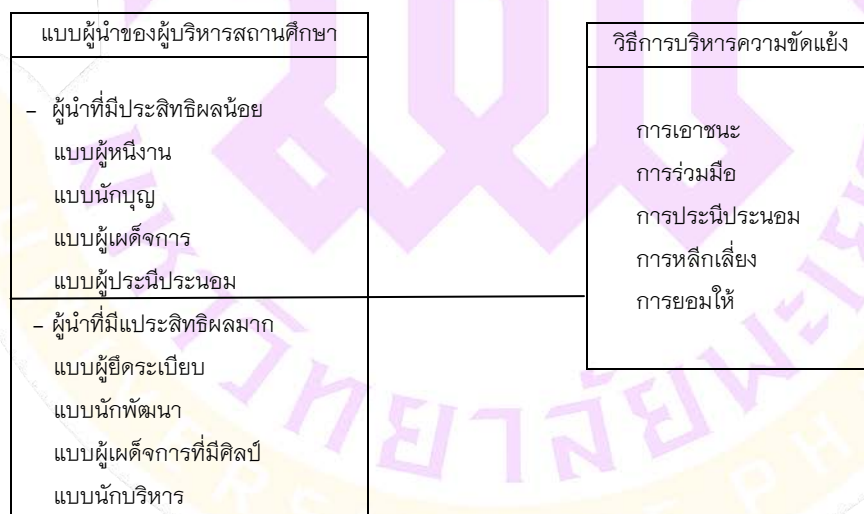 แบบผู้นำของผู้บริหารสถานศึกษา
– ผู้นำที่มีประสิทธิผลน้อย
แบบผู้หนีงาน
แบบนักบุญ
แบบผู้เผด็จการ
แบบผู้ประนีประนอม
– ผู้นำที่มีแประสิทธิผลมาก
แบบผู้ยึดระเบียบ
แบบนักพัฒนา
แบบผู้เผด็จการที่มีศิลป์
แบบนักบริหาร
วิธีการบริหารความขัดแย้ง
การเอาชนะ
การร่วมมือ
การประนีประนอม
การหลีกเลี่ยง
การยอมให้